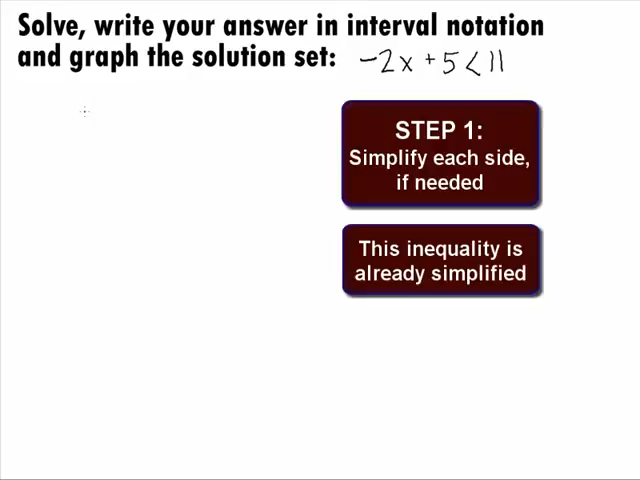 Solve, write your answer in interval notation
and graph the solution set: -2x + 5 < 11
STEP 1:
Simplify each side,
if needed
This inequality is
already simplified